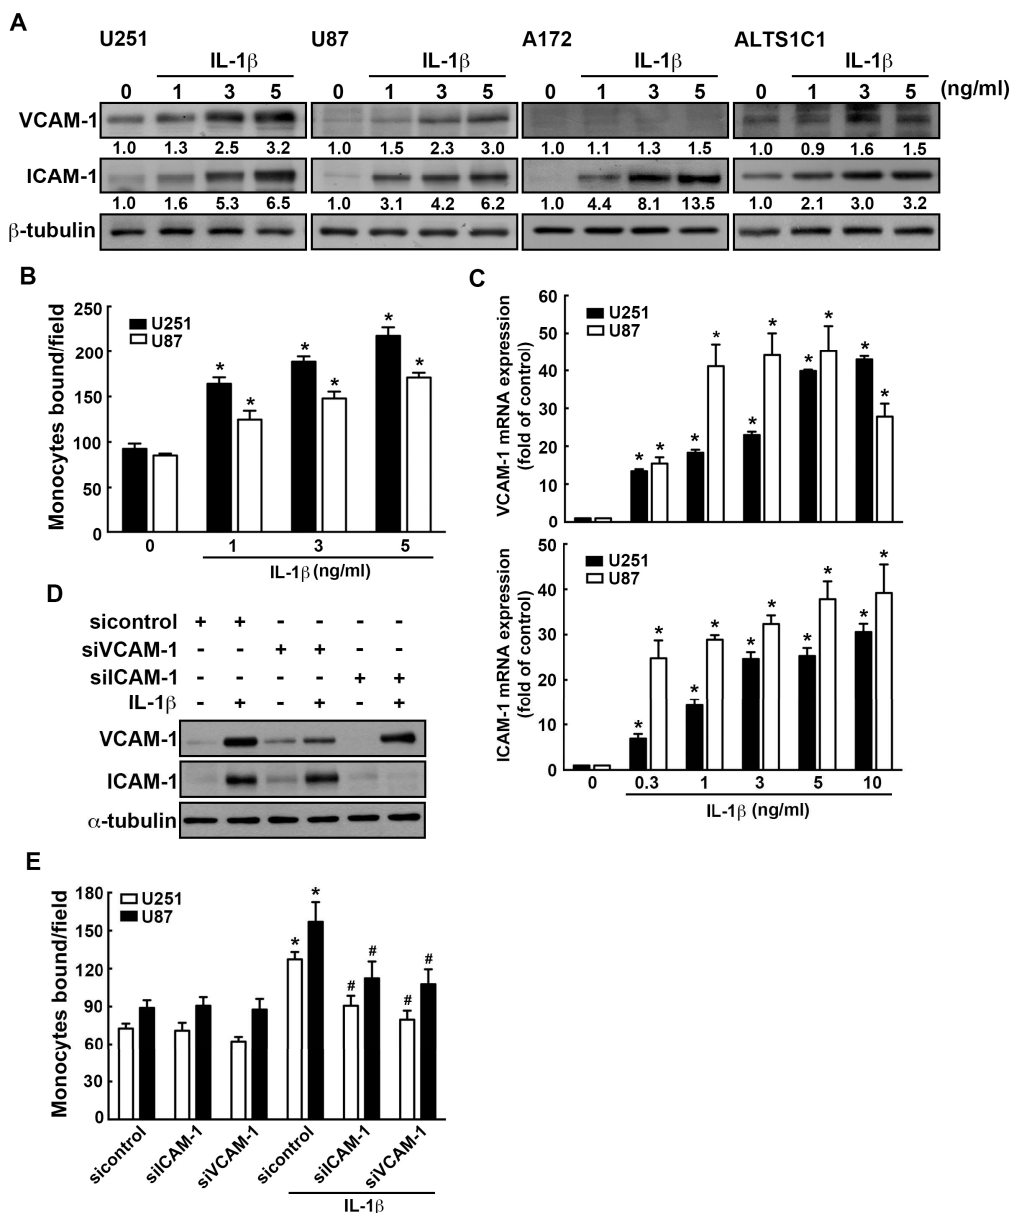 A
U251 U87 A172 ALTS1C1
IL-1β IL-1β IL-1β IL-1β
0 1 3 5 0 1 3 5 0 1 3 5 0 1 3 5 (ng/ml)
VCAM-1
1.0 1.3 2.5 3.2 1.0 1.5 2.3 3.0 1.0 1.1 1.3 1.5 1.0 0.9 1.6 1.5
ICAM-1
1.0 1.6 5.3 6.5 1.0 3.1 4.2 6.2 1.0 4.4 8.1 13.5 1.0 2.1 3.0 3.2
β-tubulin
B
Monocytes bound/field
250
200
150
100
50
0
U251
U87
* * * * * *
0 1 3 5
IL-1β (ng/ml)
C
VCAM-1 mRNA expression
(fold of control)
60
50
40
30
20
10
0
U251
U87
* * * * * * * * * *
ICAM-1 mRNA expression
(fold of control)
50
40
30
20
10
0
U251
U87
* * * * * * * * * *
0 0.3 1 3 5 10
IL-1β (ng/ml)
D
sicontrol + + - - - -
siVCAM-1 - - + + - -
siICAM-1 - - - - + +
IL-1β - + - + - +
VCAM-1
ICAM-1
α-tubulin
E
Monocytes bound/field
180
150
120
90
60
30
0
U251
U87
* * # # # #
sicontrol siICAM-1 siVCAM-1 sicontrol siICAM-1 siVCAM-1
IL-1β